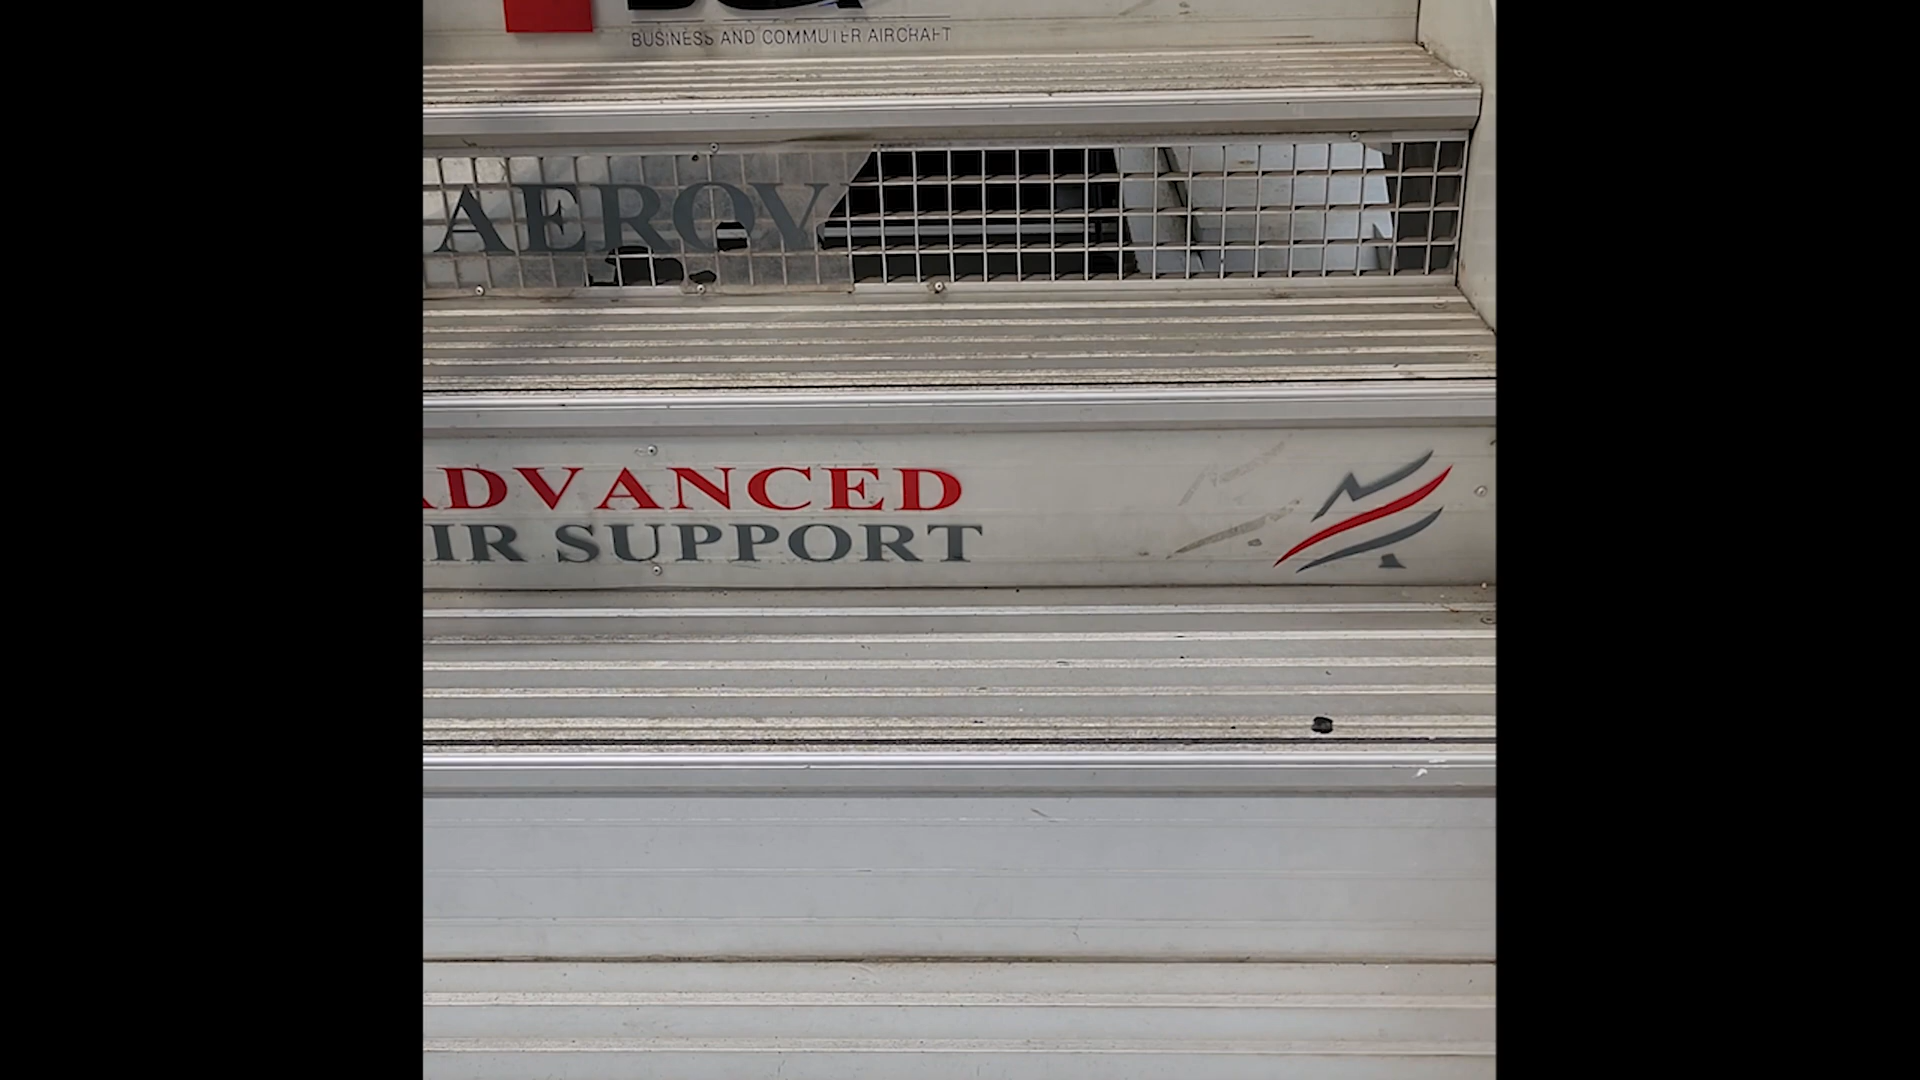 BUSINESS AND COMMUTER AIRCRAFT
AEROV
ADVANCED
IR SUPPORT